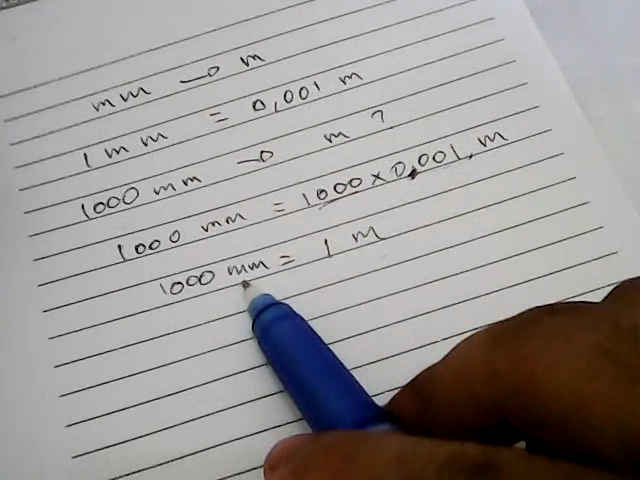 mm → m
1 mm = 0,001 m
1000 mm → m ?
1000 mm = 1000 x 0,001, m
1000 mm = 1 m